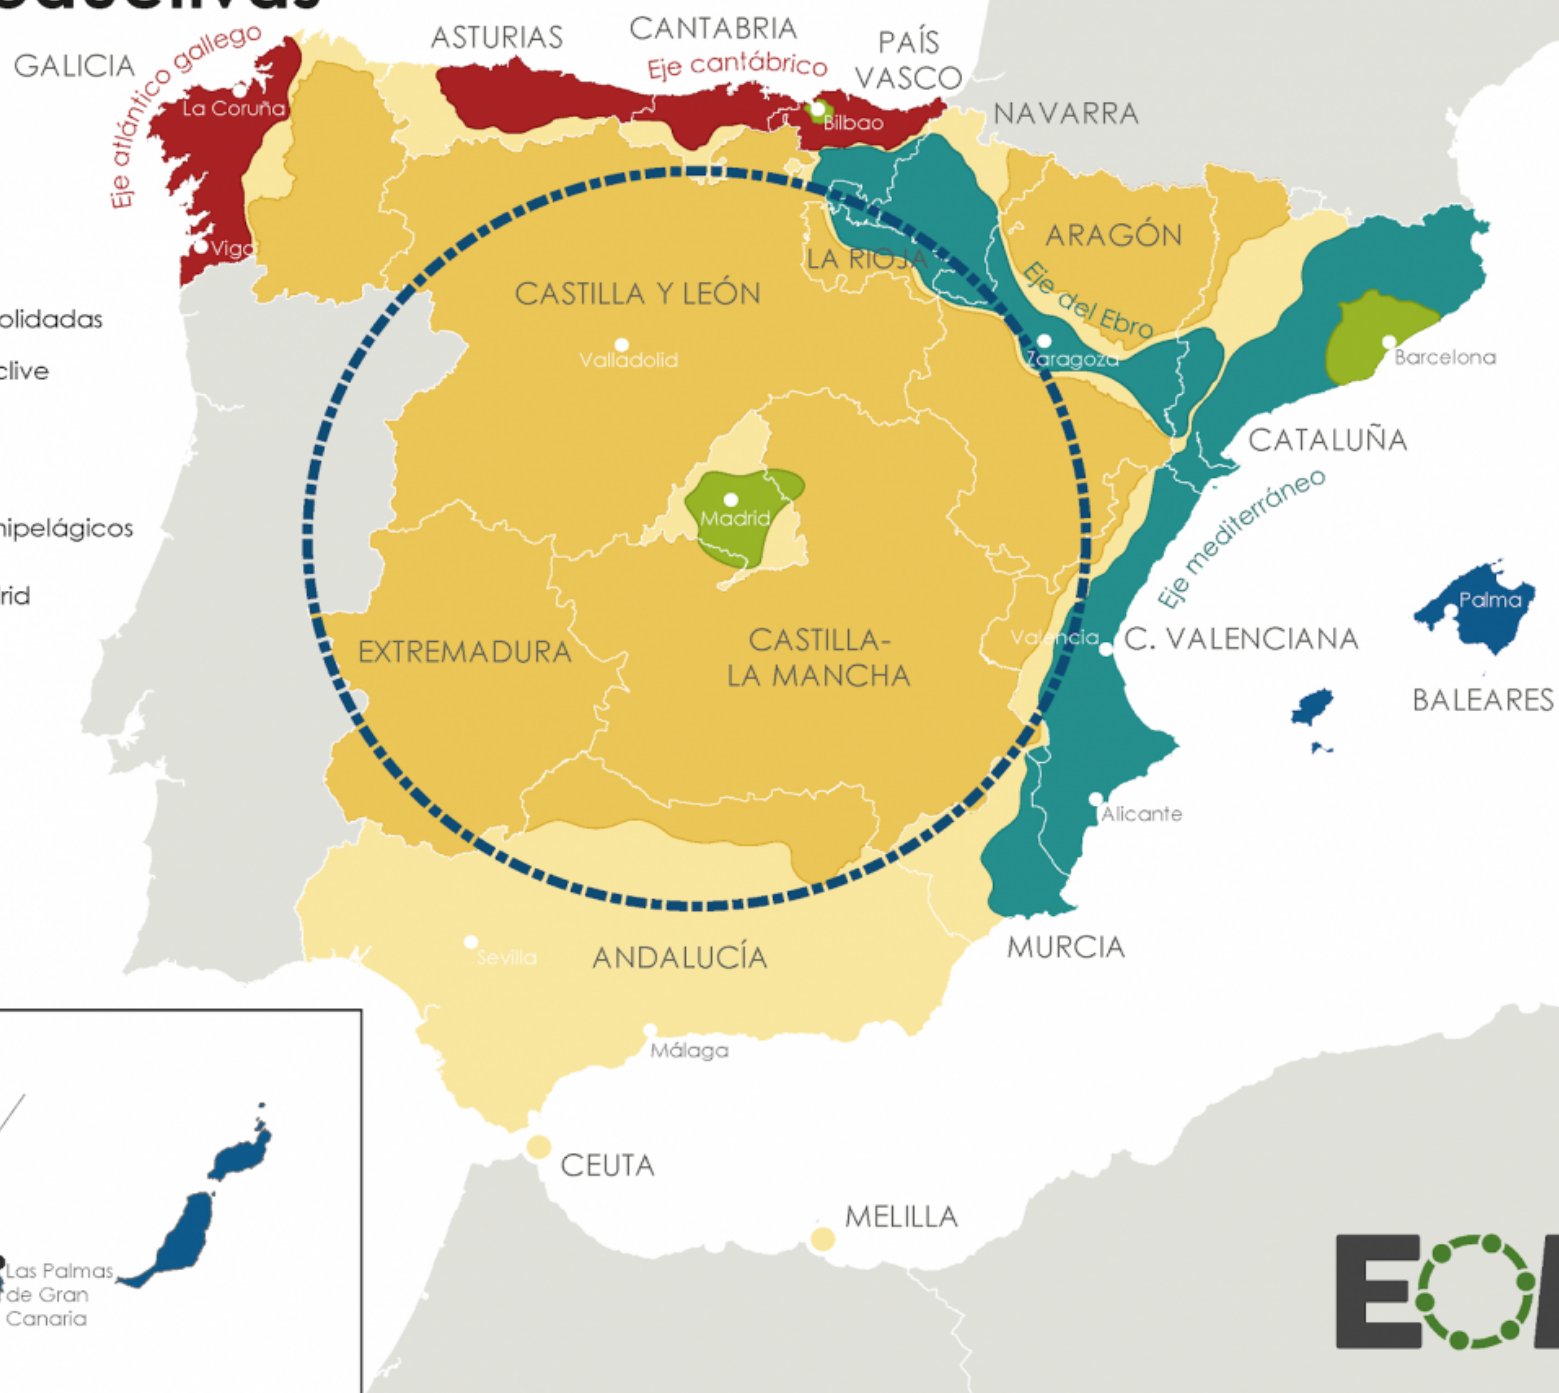 GALICIA
Eje atlántico gallego
La Coruña
Vigo
ASTURIAS
CANTABRIA
Eje cantábrico
PAÍS
VASCO
Bilbao
NAVARRA
ARAGÓN
LA RIOJA
Eje del Ebro
Zaragoza
CASTILLA Y LEÓN
Valladolid
Barcelona
CATALUÑA
Eje mediterráneo
olidadas
clive
hipelágicos
rid
Madrid
EXTREMADURA
CASTILLA-
LA MANCHA
Valencia
C. VALENCIANA
Palma
BALEARES
Alicante
MURCIA
ANDALUCÍA
Sevilla
Málaga
CEUTA
MELILLA
Las Palmas
de Gran
Canaria
EO